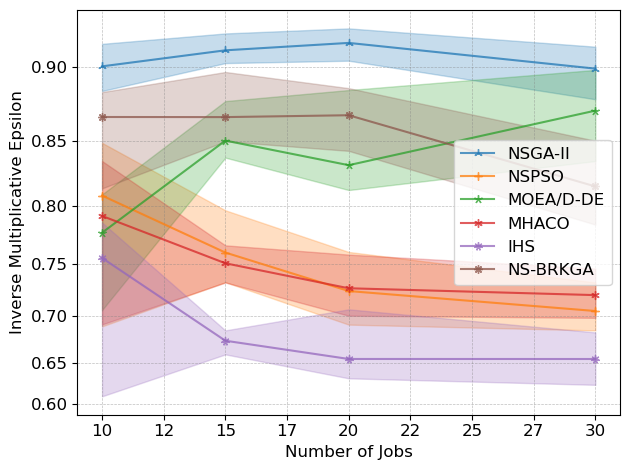 Inverse Multiplicative Epsilon
0.90
0.85
0.80
0.75
0.70
0.65
0.60
NSGA-II
NSPSO
MOEA/D-DE
MHACO
IHS
NS-BRKGA
10 12 15 17 20 22 25 27 30
Number of Jobs